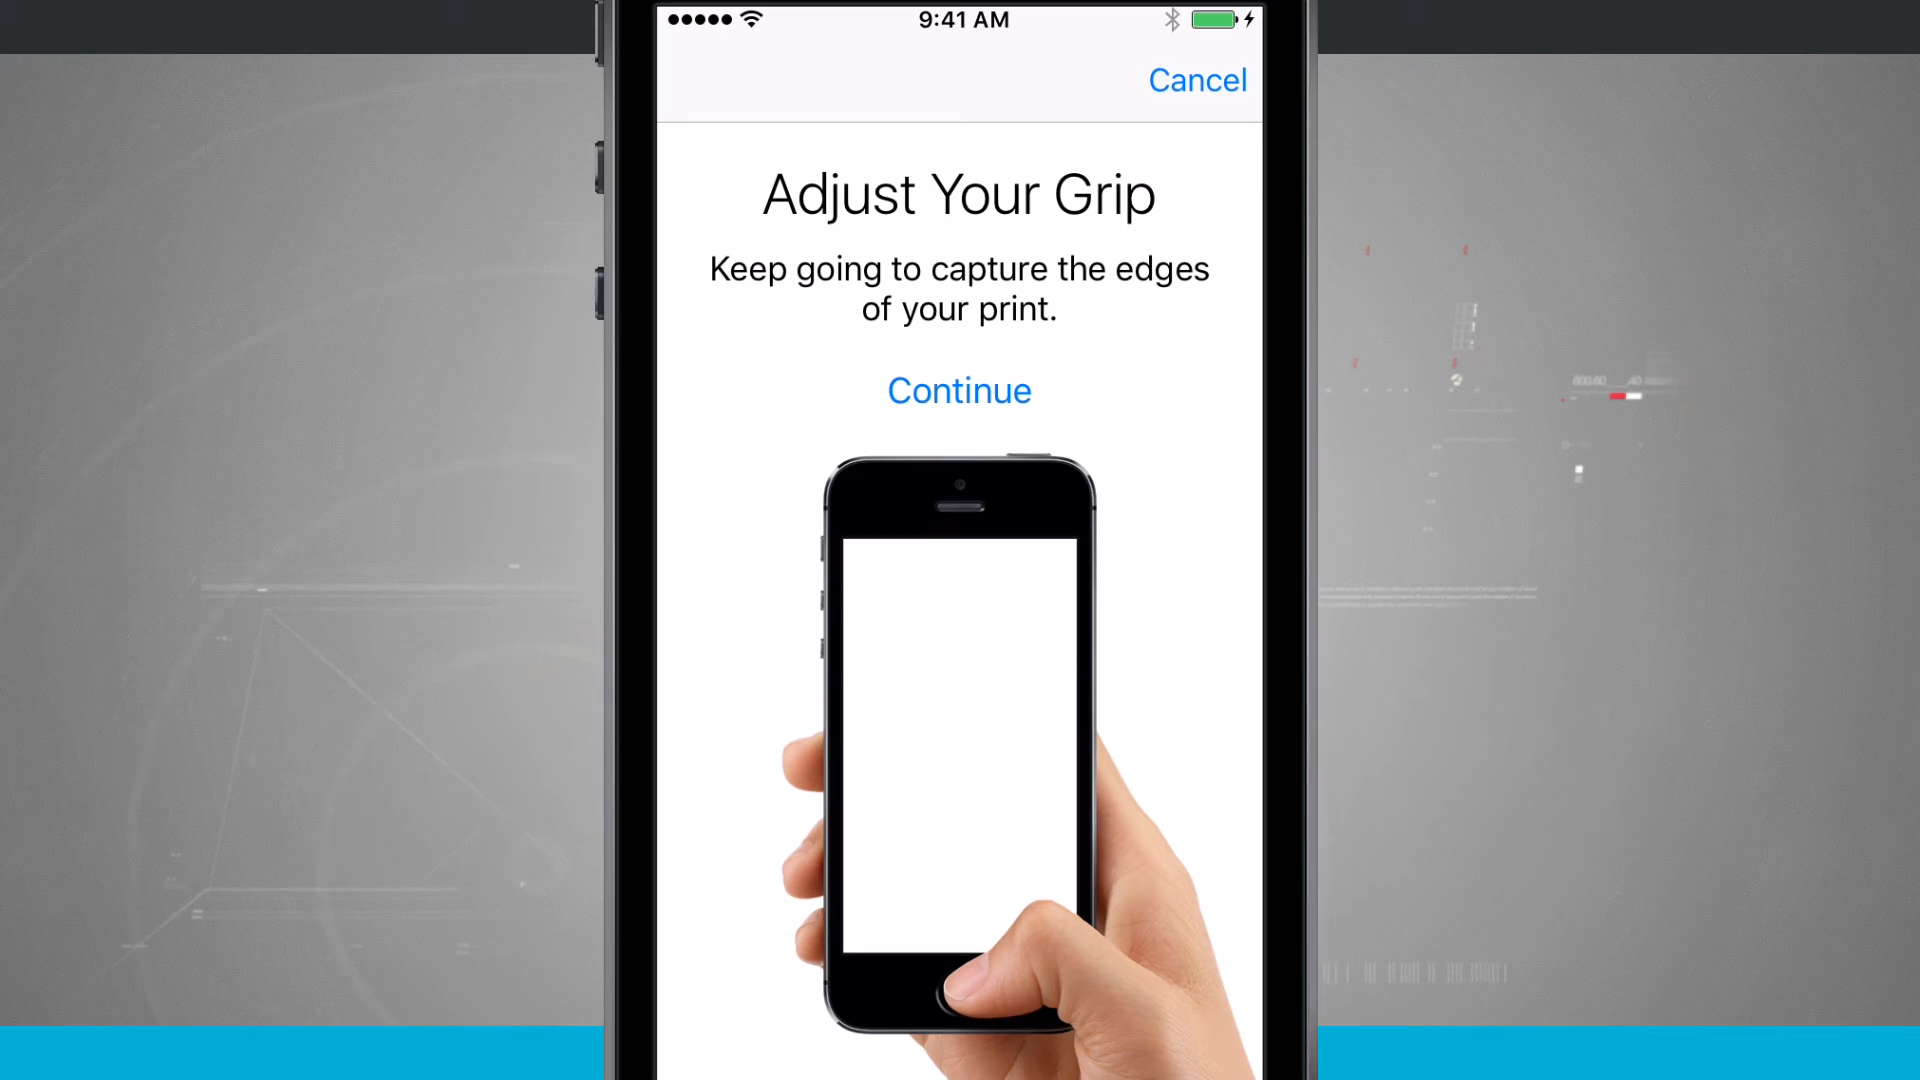 9:41 AM
Cancel
Adjust Your Grip
Keep going to capture the edges
of your print.
Continue